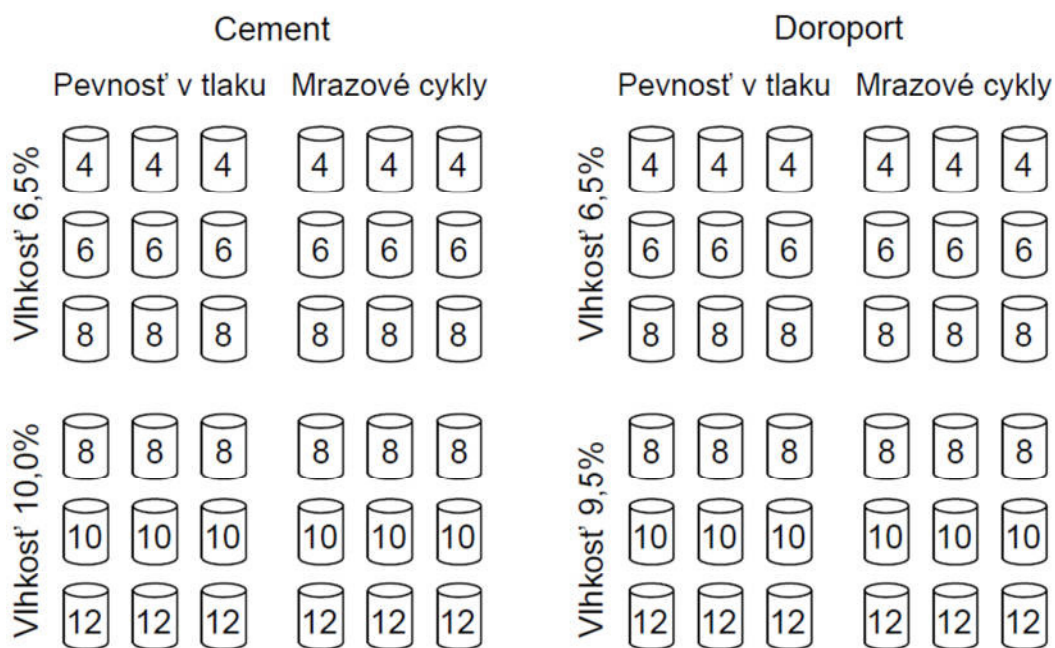 Cement Doroport
Pevnosť v tlaku Mrazové cykly Pevnosť v tlaku Mrazové cykly
Vlhkosť 6,5%
4 4 4 4 4 4
6 6 6 6 6 6
8 8 8 8 8 8
Vlhkosť 6,5%
4 4 4 4 4 4
6 6 6 6 6 6
8 8 8 8 8 8
Vlhkosť 10,0%
8 8 8 8 8 8
10 10 10 10 10 10
12 12 12 12 12 12
Vlhkosť 9,5%
8 8 8 8 8 8
10 10 10 10 10 10
12 12 12 12 12 12